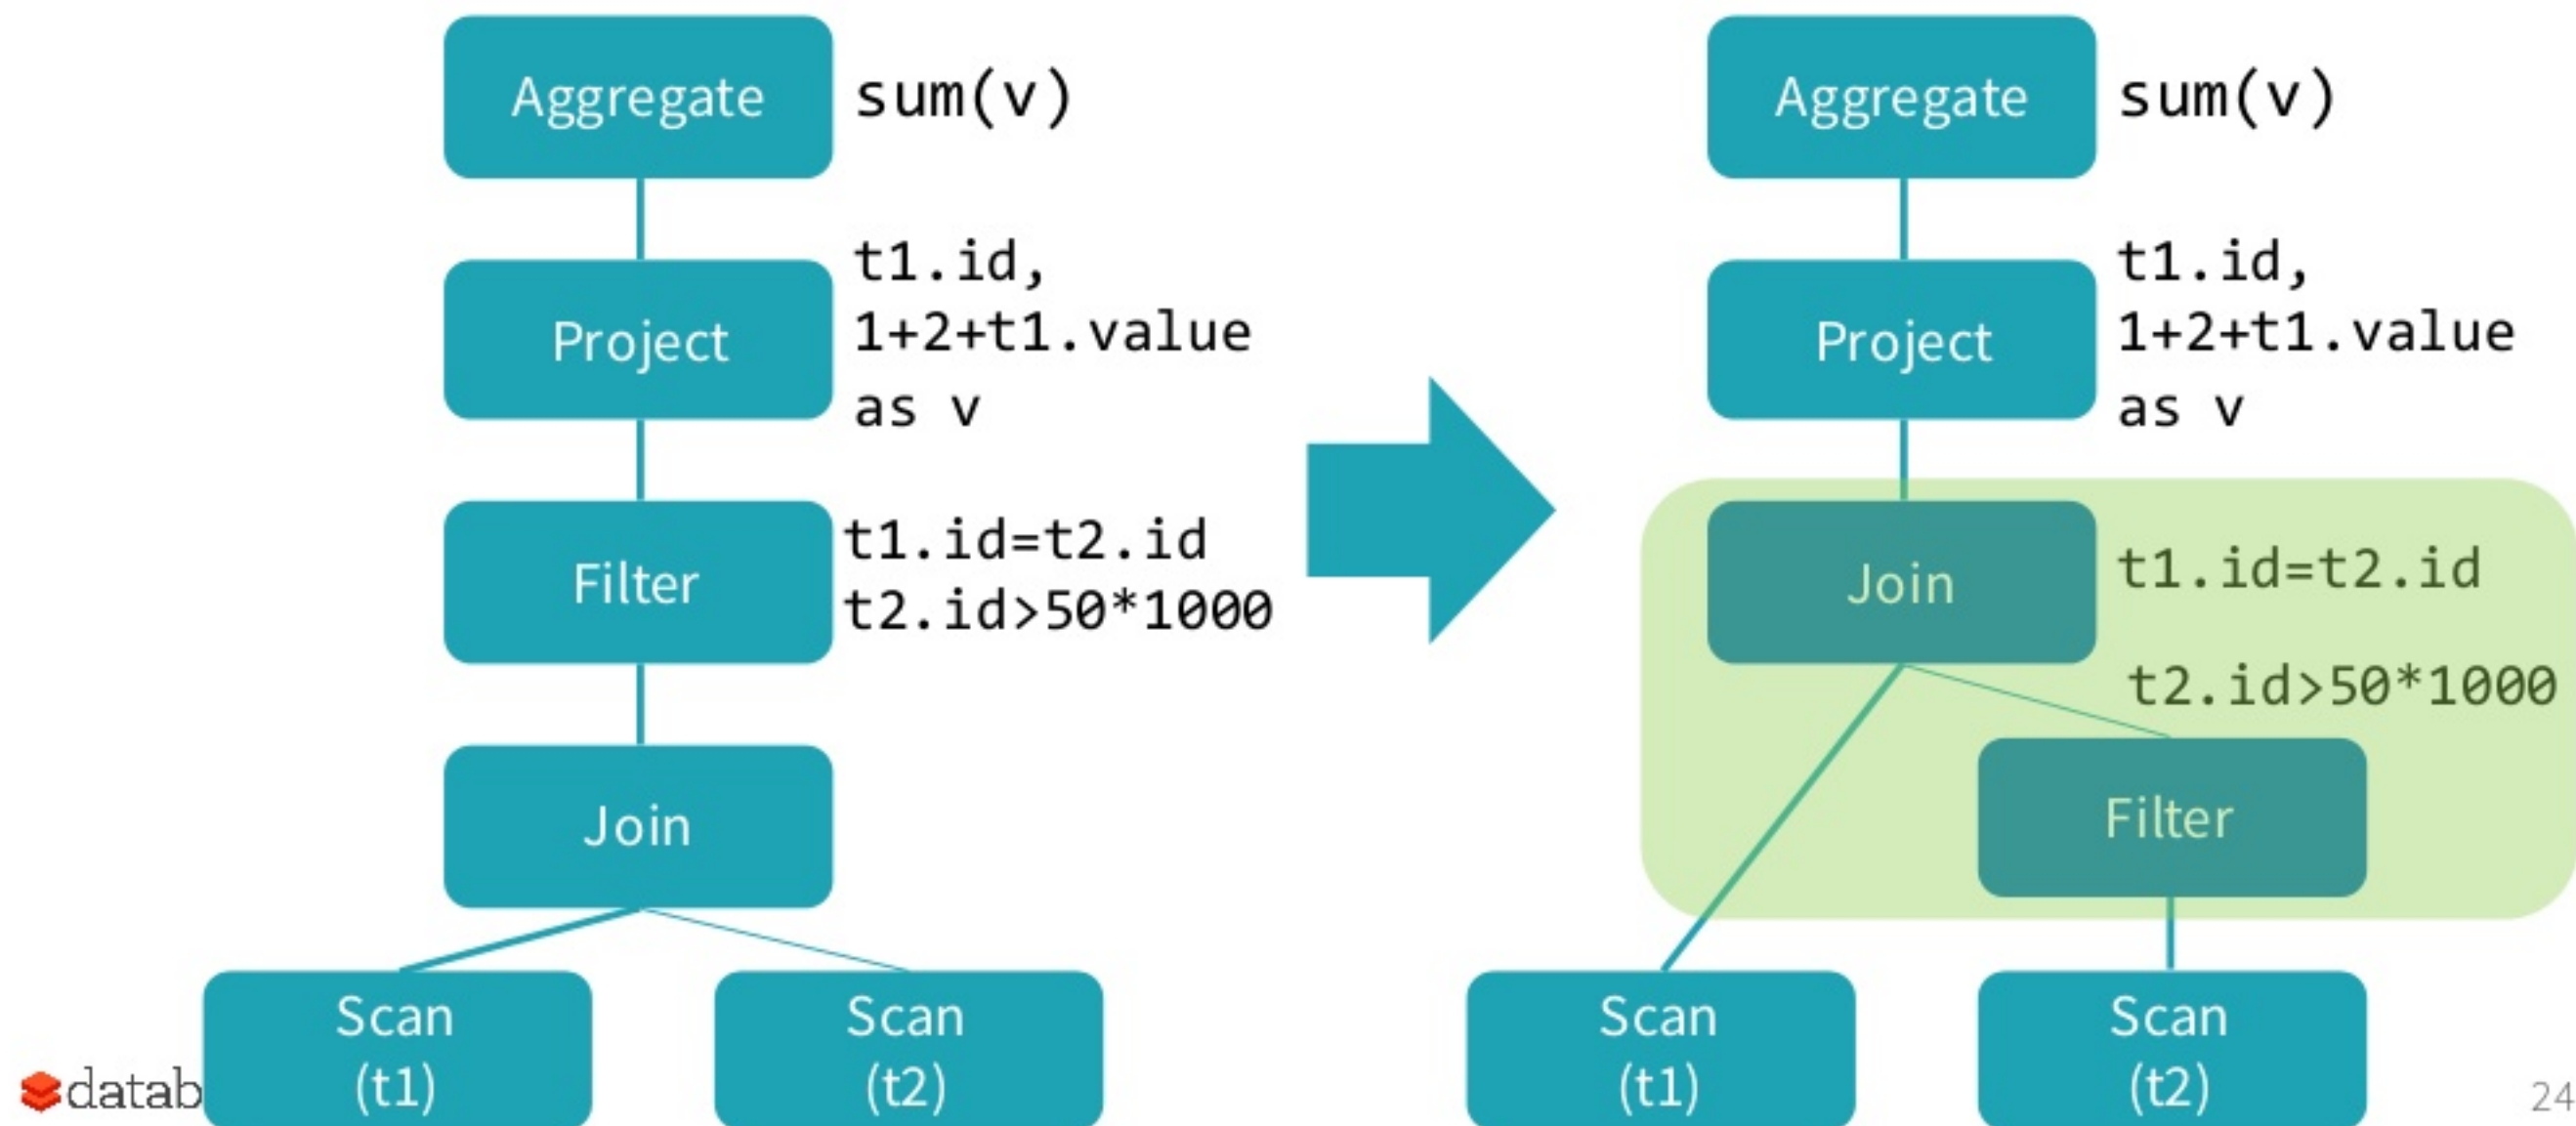 Aggregate
sum(v)
Project
t1.id,
1+2+t1.value
as v
Filter
t1.id=t2.id
t2.id>50*1000
Join
Scan
(t1)
Scan
(t2)
datab
Aggregate
sum(v)
Project
t1.id,
1+2+t1.value
as v
Join
t1.id=t2.id
t2.id>50*1000
Filter
Scan
(t1)
Scan
(t2)
24